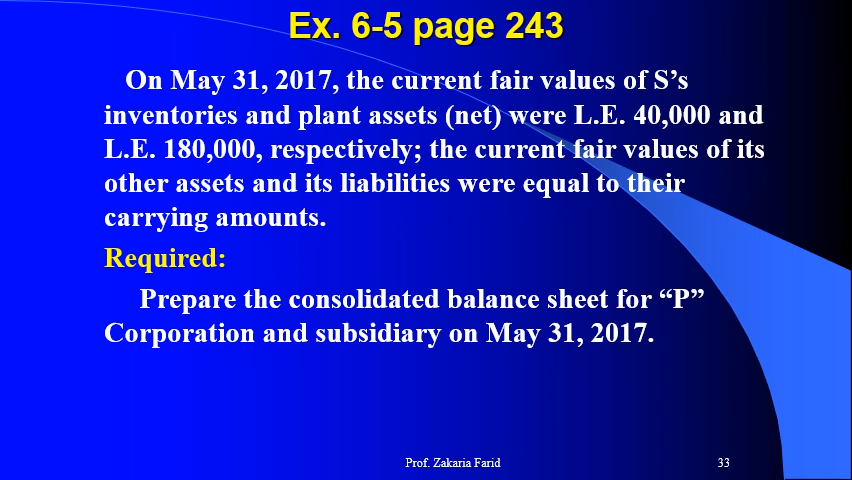 Ex. 6-5 page 243
On May 31, 2017, the current fair values of S’s
inventories and plant assets (net) were L.E. 40,000 and
L.E. 180,000, respectively; the current fair values of its
other assets and its liabilities were equal to their
carrying amounts.
Required:
Prepare the consolidated balance sheet for “P”
Corporation and subsidiary on May 31, 2017.
Prof. Zakaria Farid
33